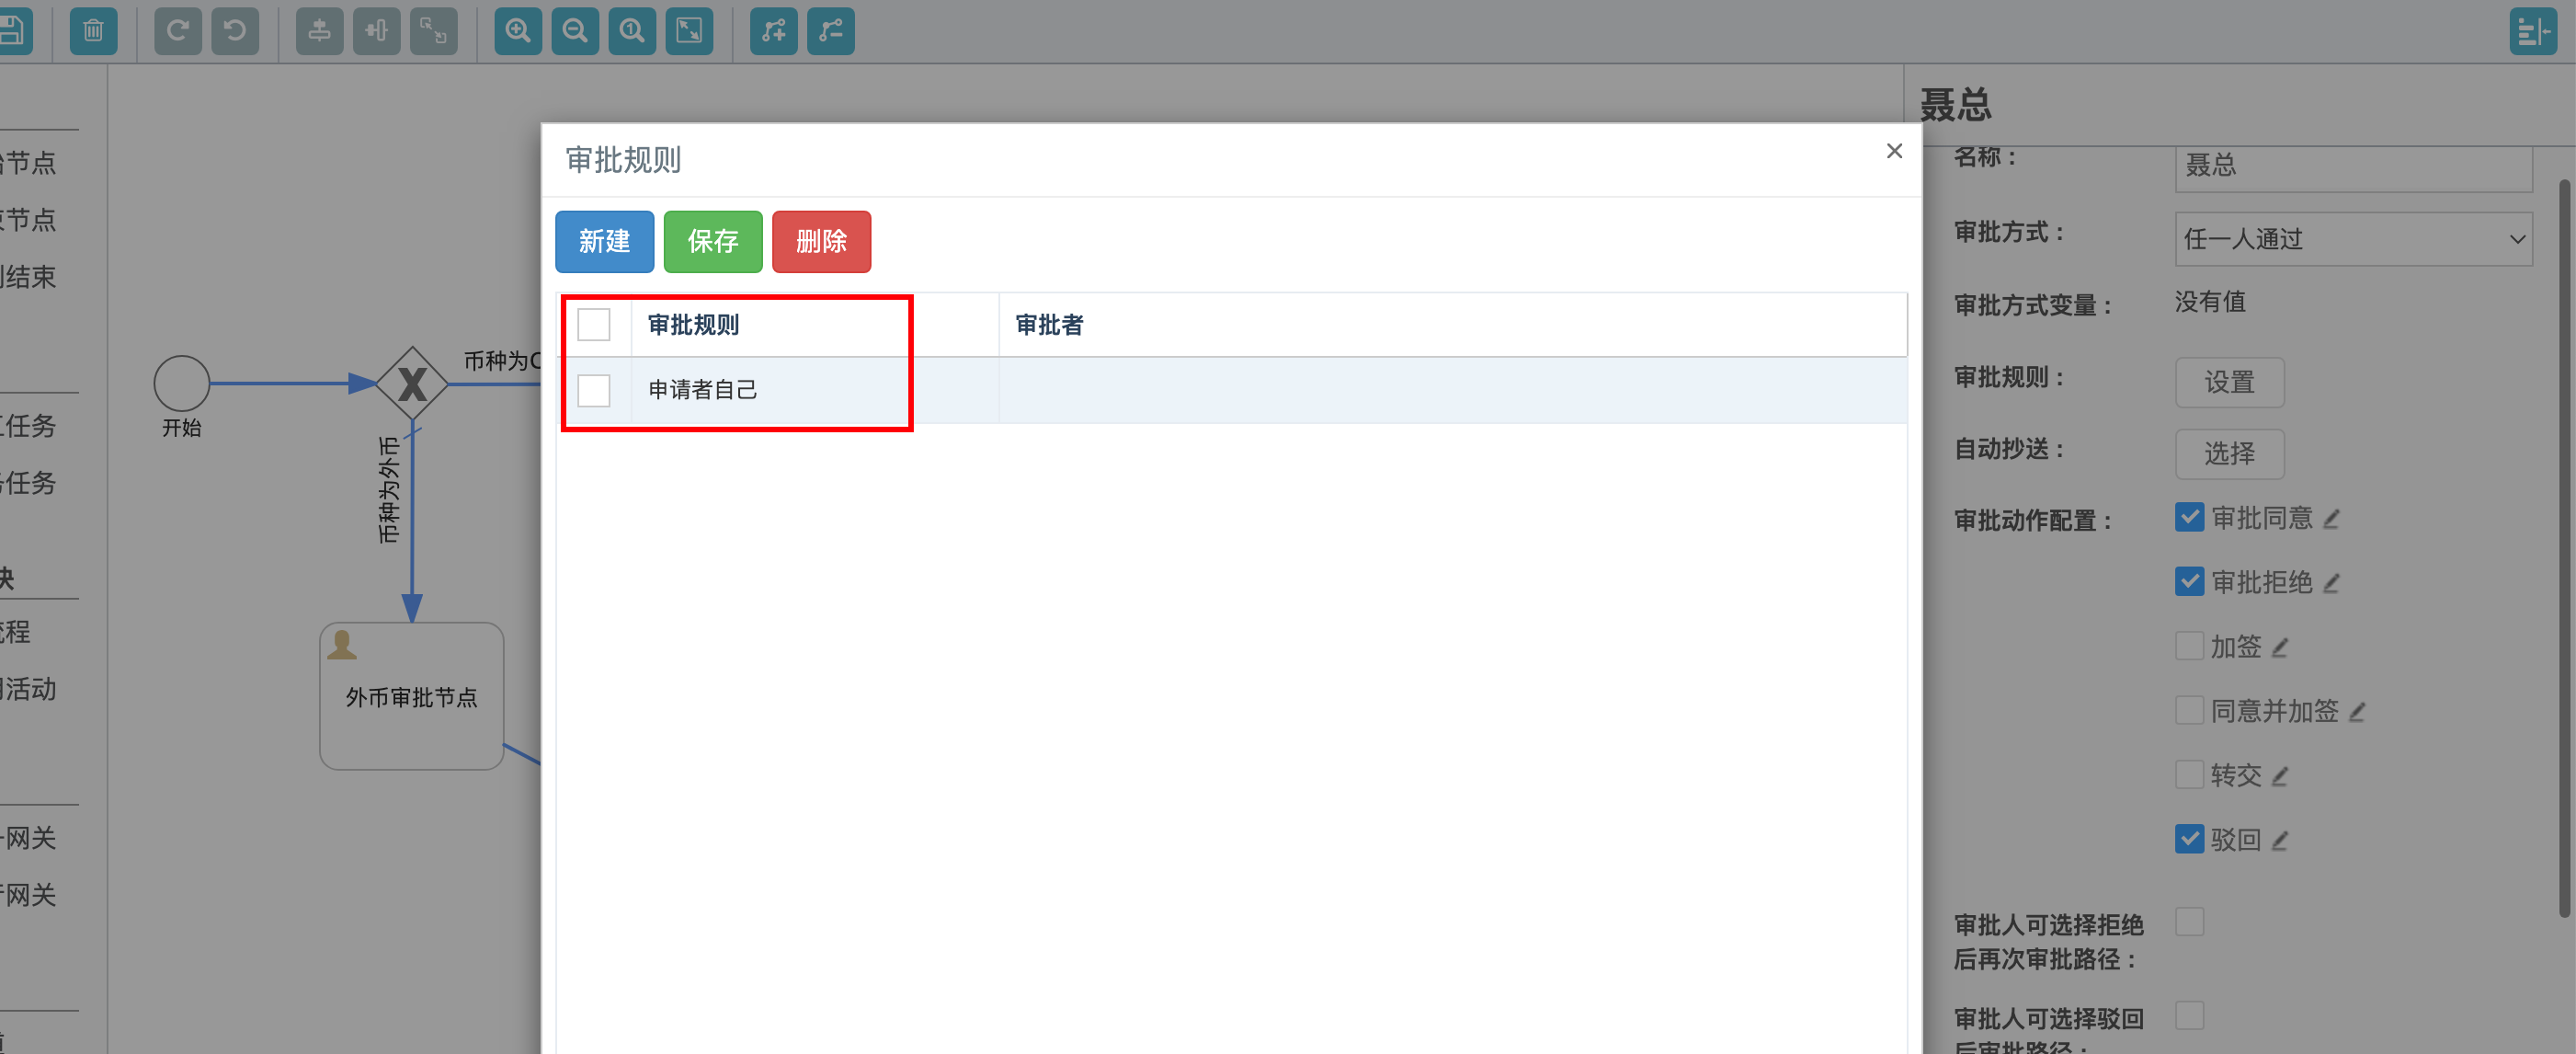 聂总
审批规则
名称：
聂总
新建
保存
删除
审批方式：
任一人通过
审批规则
审批者
审批方式变量：
没有值
申请者自己
审批规则：
设置
自动抄送：
选择
审批动作配置：
审批同意
审批拒绝
加签
同意并加签
转交
驳回
审批人可选择拒绝
后再次审批路径：
审批人可选择驳回
后审批路径：
节点
节点
结束
任务
任务
块
流程
活动
网关
网关
开始
币种为C
币种为外币
外币审批节点